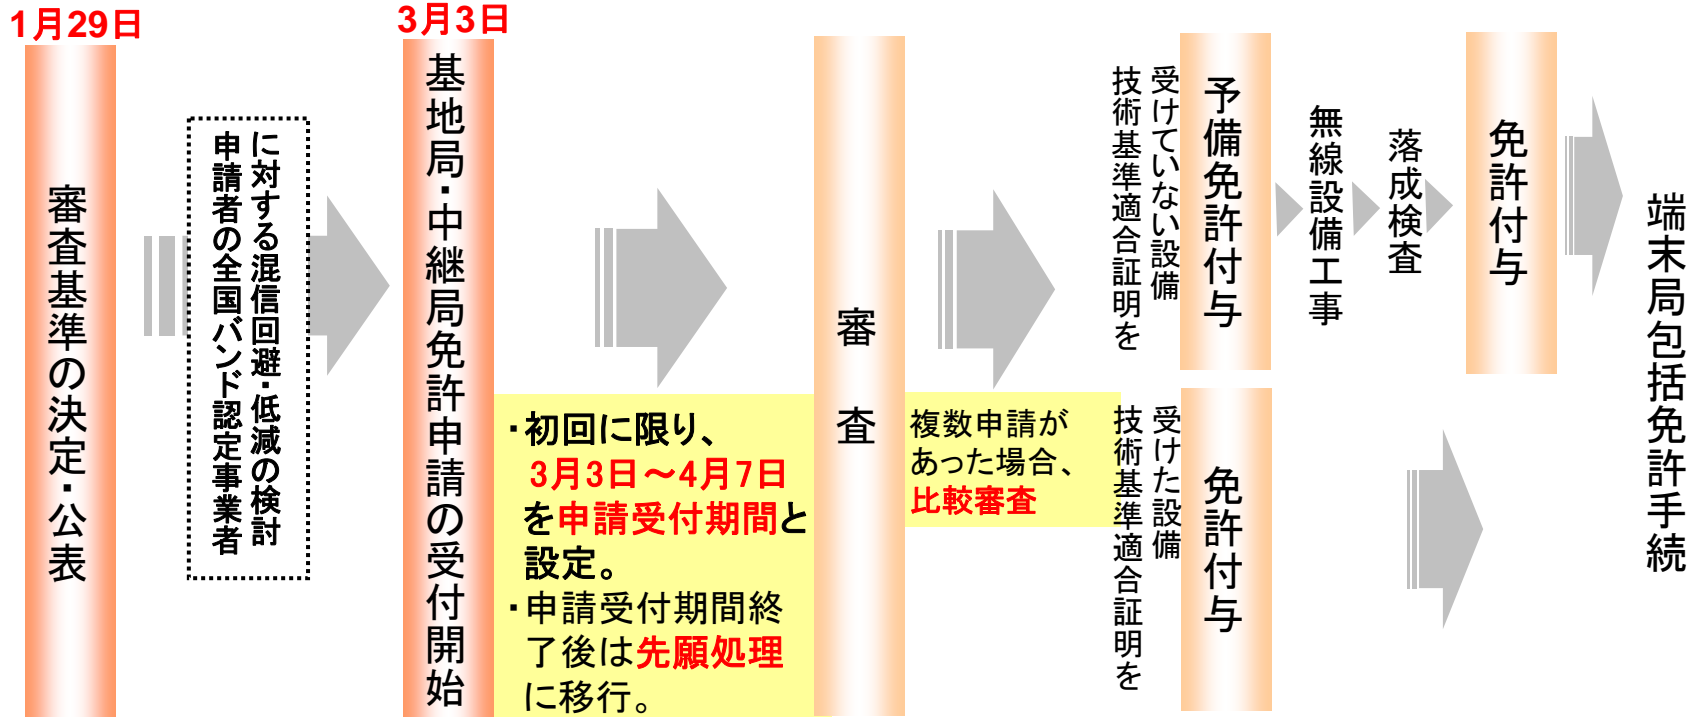 1月29日
審査基準の決定・公表
申請者の全国バンド認定事業者
に対する混信回避・低減の検討
3月3日
基地局・中継局免許申請の受付開始
・初回に限り、
3月3日～4月7日
を申請受付期間と
設定。
・申請受付期間終
了後は先願処理
に移行。
審査
複数申請が
あった場合、
比較審査
技術基準適合証明を
受けていない設備
予備免許付与
無線設備工事
落成検査
免許付与
技術基準適合証明を
受けた設備
免許付与
端末局包括免許手続